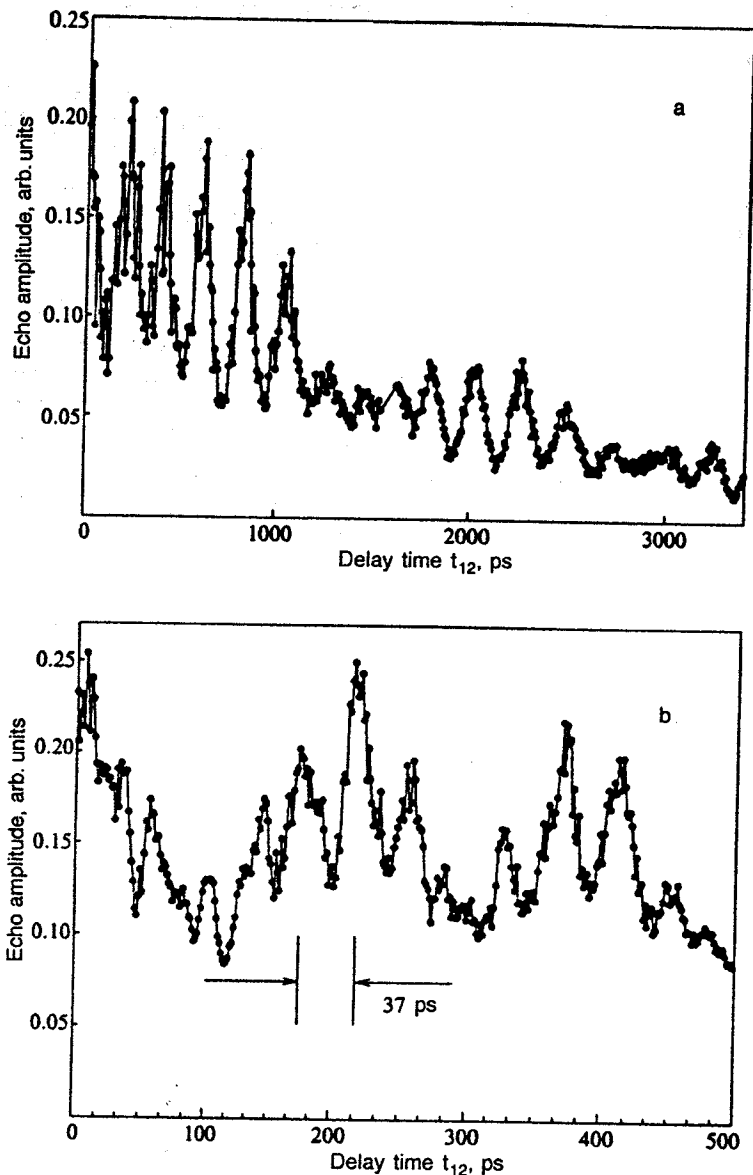 0.25
a
0.20
Echo amplitude, arb. units
0.15
0.10
0.05
0 1000 2000 3000
Delay time t₁₂, ps
0.25
b
0.20
Echo amplitude, arb. units
0.15
0.10
37 ps
0.05
0 100 200 300 400 500
Delay time t₁₂, ps